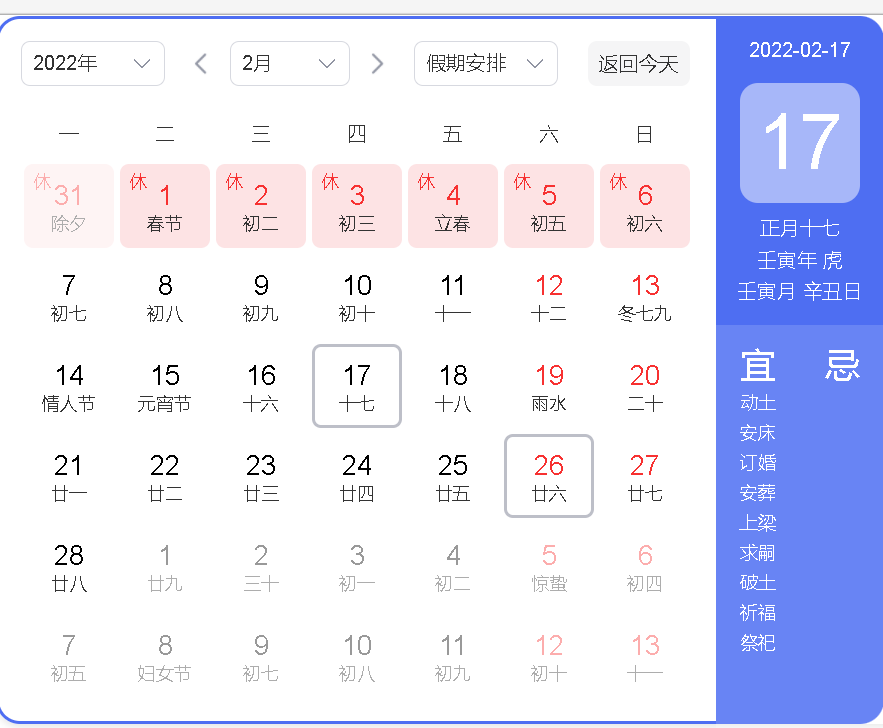 2022年 2月 假期安排 返回今天
一 二 三 四 五 六 日
休 31 休 1 休 2 休 3 休 4 休 5 休 6
除夕 春节 初二 初三 立春 初五 初六
7 8 9 10 11 12 13
初七 初八 初九 初十 十一 十二 冬七九
14 15 16 17 18 19 20
情人节 元宵节 十六 十七 十八 雨水 二十
21 22 23 24 25 26 27
廿一 廿二 廿三 廿四 廿五 廿六 廿七
28 1 2 3 4 5 6
廿八 廿九 三十 初一 初二 惊蛰 初四
7 8 9 10 11 12 13
初五 妇女节 初七 初八 初九 初十 十一
2022-02-17
17
正月十七
壬寅年 虎
壬寅月 辛丑日
宜 忌
动土
安床
订婚
安葬
上梁
求嗣
破土
祈福
祭祀